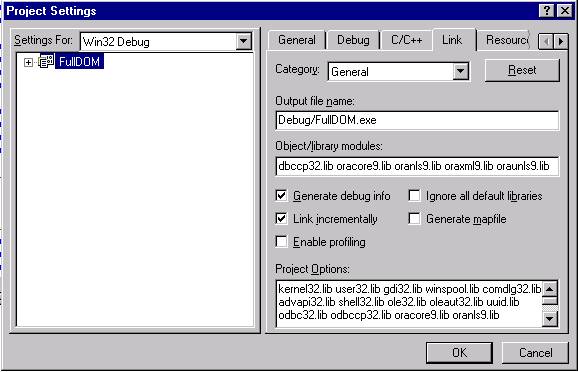 Project Settings
Settings For: Win32 Debug
FullDOM
General Debug C/C++ Link Resourc
Category: General
Reset
Output file name:
Debug/FullDOM.exe
Object/library modules:
dbccp32.lib oracore9.lib oranls9.lib oraxml9.lib oraunls9.lib
Generate debug info Ignore all default libraries
Link incrementally Generate mapfile
Enable profiling
Project Options:
kernel32.lib user32.lib gdi32.lib winspool.lib comdlg32.lib
advapi32.lib shell32.lib ole32.lib oleaut32.lib uuid.lib
odbc32.lib odbccp32.lib oracore9.lib oranls9.lib
OK Cancel